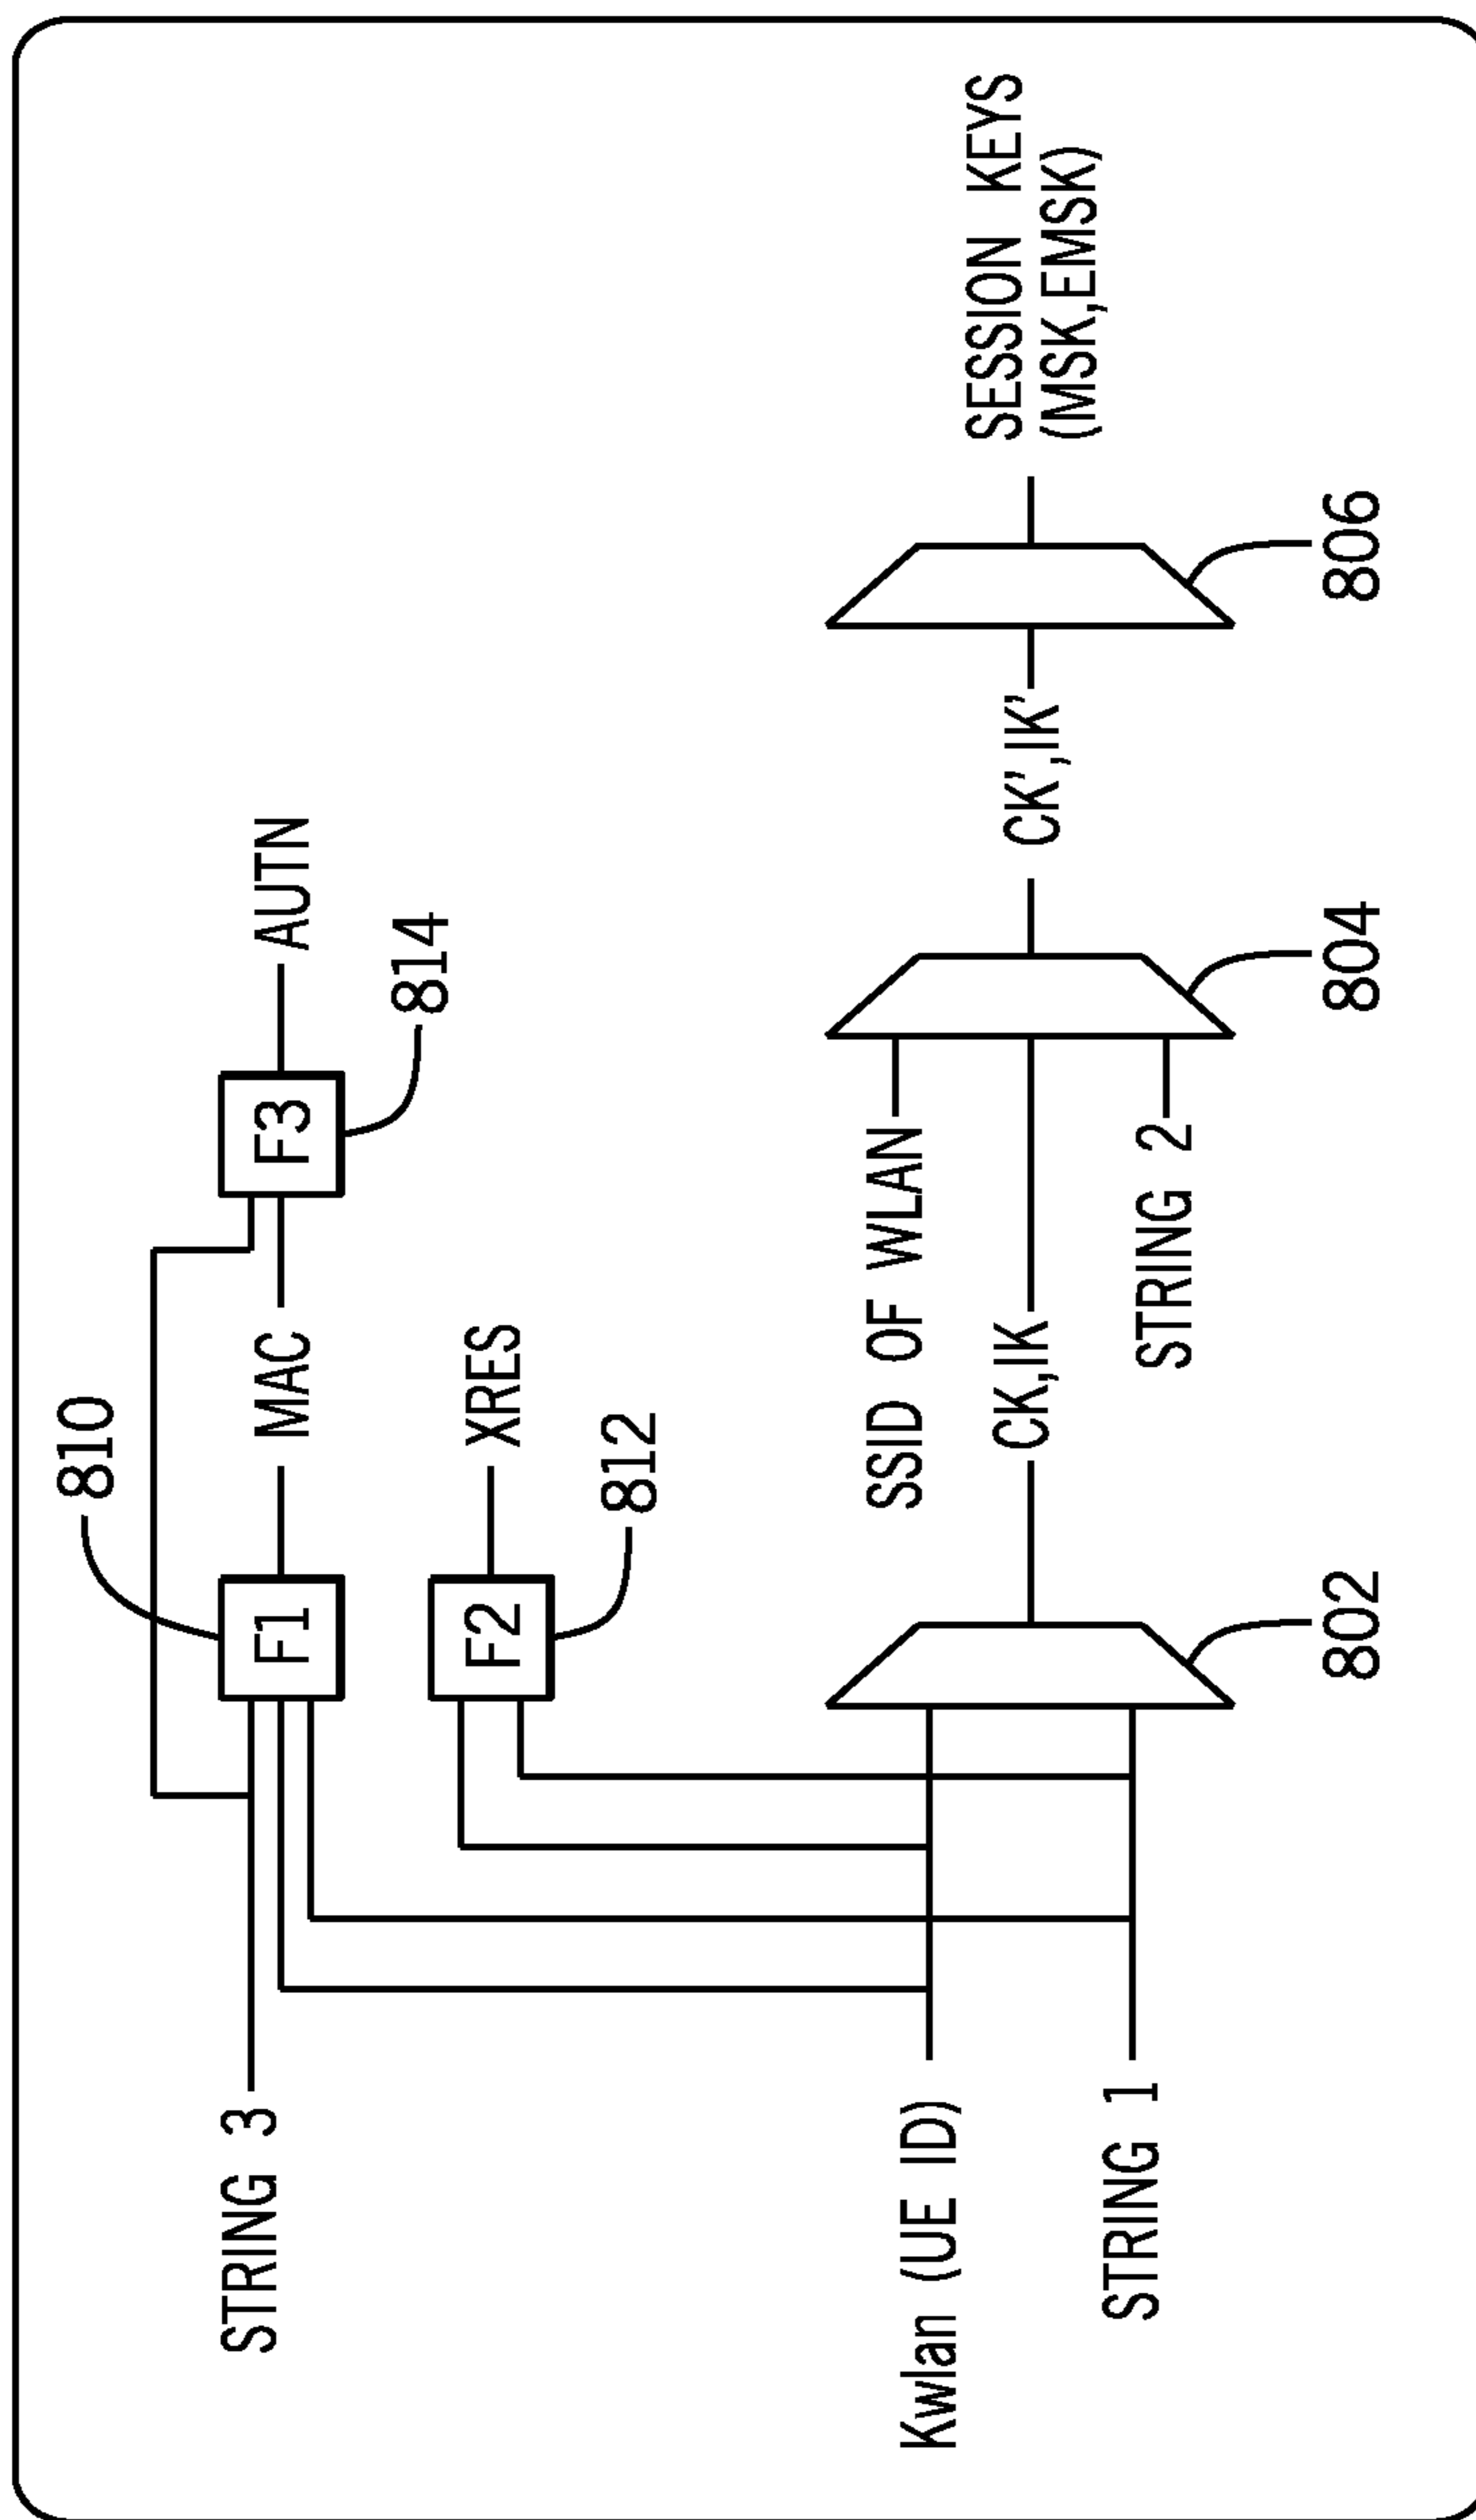 810
STRING 3
F1
MAC
F3
AUTN
814
F2
XRES
812
SSID OF WLAN
Kwlan (UE ID)
CK,IK
CK’,IK’
SESSION KEYS
(MSK,EMSK)
STRING 1
STRING 2
802
804
806